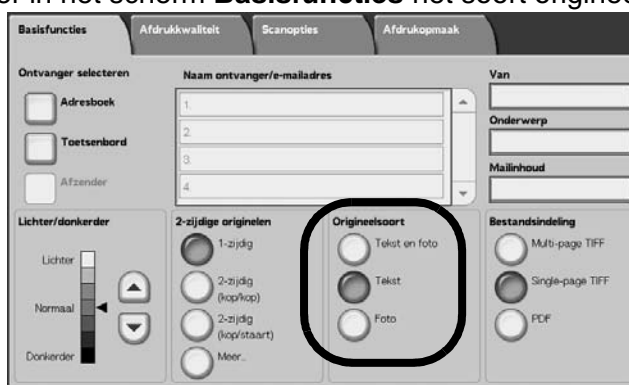 er in het scherm Basisfuncties het soort originee
Basisfuncties Afdrukkwaliteit Scanopties Afdrukopmaak
Ontvanger selecteren Naam ontvanger/e-mailadres Van
Adresboek
1.
Onderwerp
Toetsenbord
2.
3.
Mailinhoud
Afzender
4.
Lichter/donkerder 2-zijdige originelen Origineelsoort Bestandsindeling
Lichter
1-zijdig
Tekst en foto
Multi-page TIFF
Normaal
2-zijdig
(kop/kop)
Tekst
Single-page TIFF
2-zijdig
(kop/staart)
Foto
PDF
Donkerder
Meer...